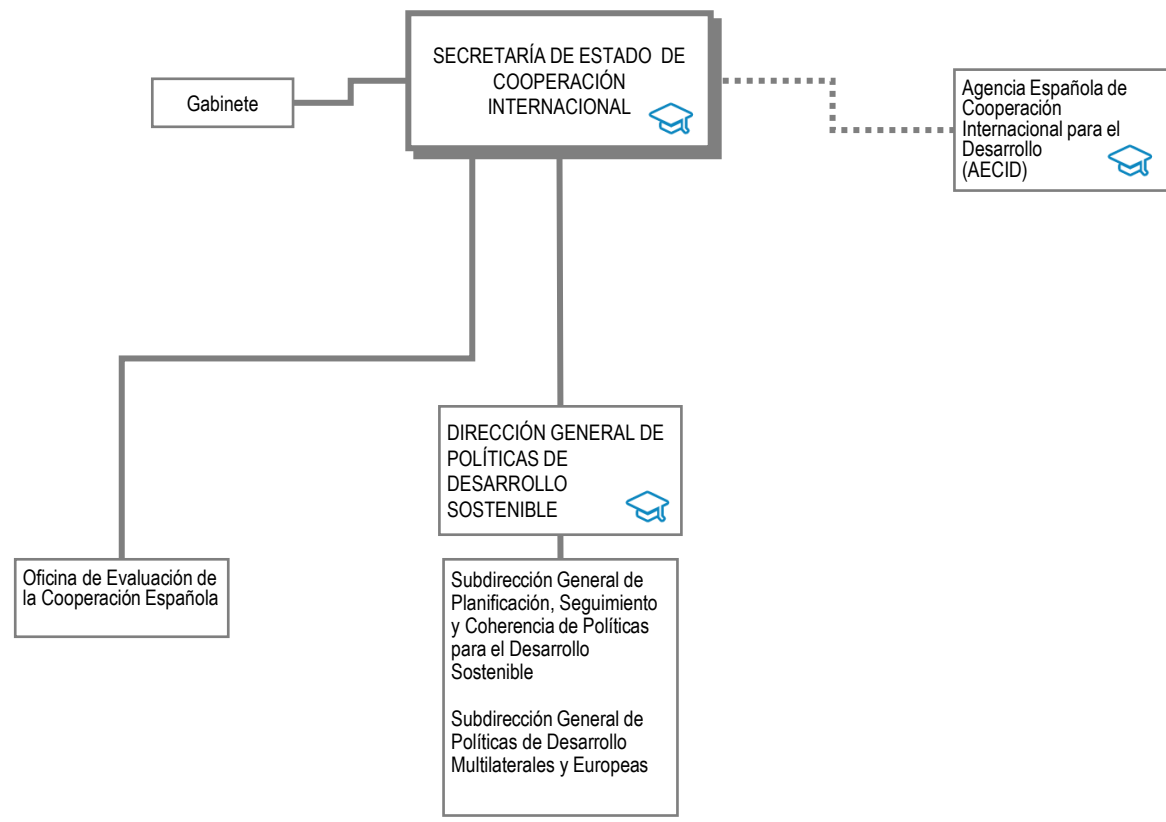 SECRETARÍA DE ESTADO DE
COOPERACIÓN
INTERNACIONAL
Gabinete
Agencia Española de
Cooperación
Internacional para el
Desarrollo
(AECID)
DIRECCIÓN GENERAL DE
POLÍTICAS DE
DESARROLLO
SOSTENIBLE
Oficina de Evaluación de
la Cooperación Española
Subdirección General de
Planificación, Seguimiento
y Coherencia de Políticas
para el Desarrollo
Sostenible
Subdirección General de
Políticas de Desarrollo
Multilaterales y Europeas